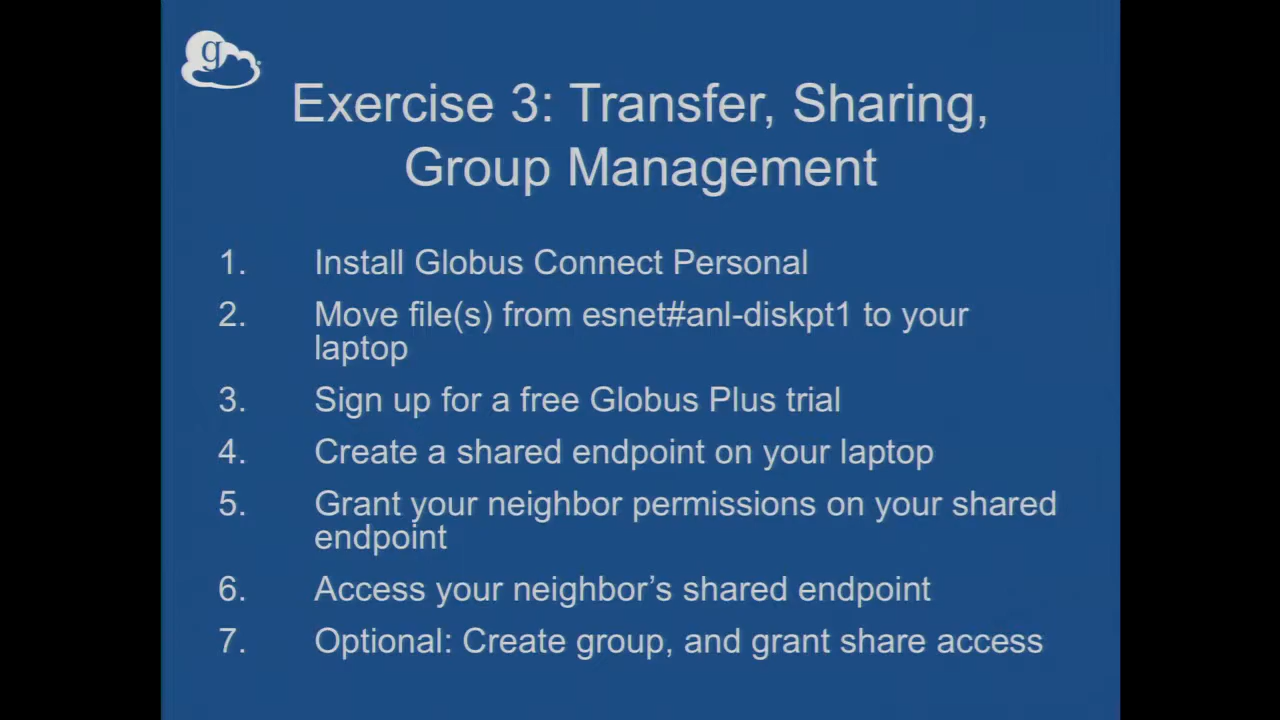 g
Exercise 3: Transfer, Sharing,
Group Management
1. Install Globus Connect Personal
2. Move file(s) from esnet#anl-diskpt1 to your
laptop
3. Sign up for a free Globus Plus trial
4. Create a shared endpoint on your laptop
5. Grant your neighbor permissions on your shared
endpoint
6. Access your neighbor’s shared endpoint
7. Optional: Create group, and grant share access